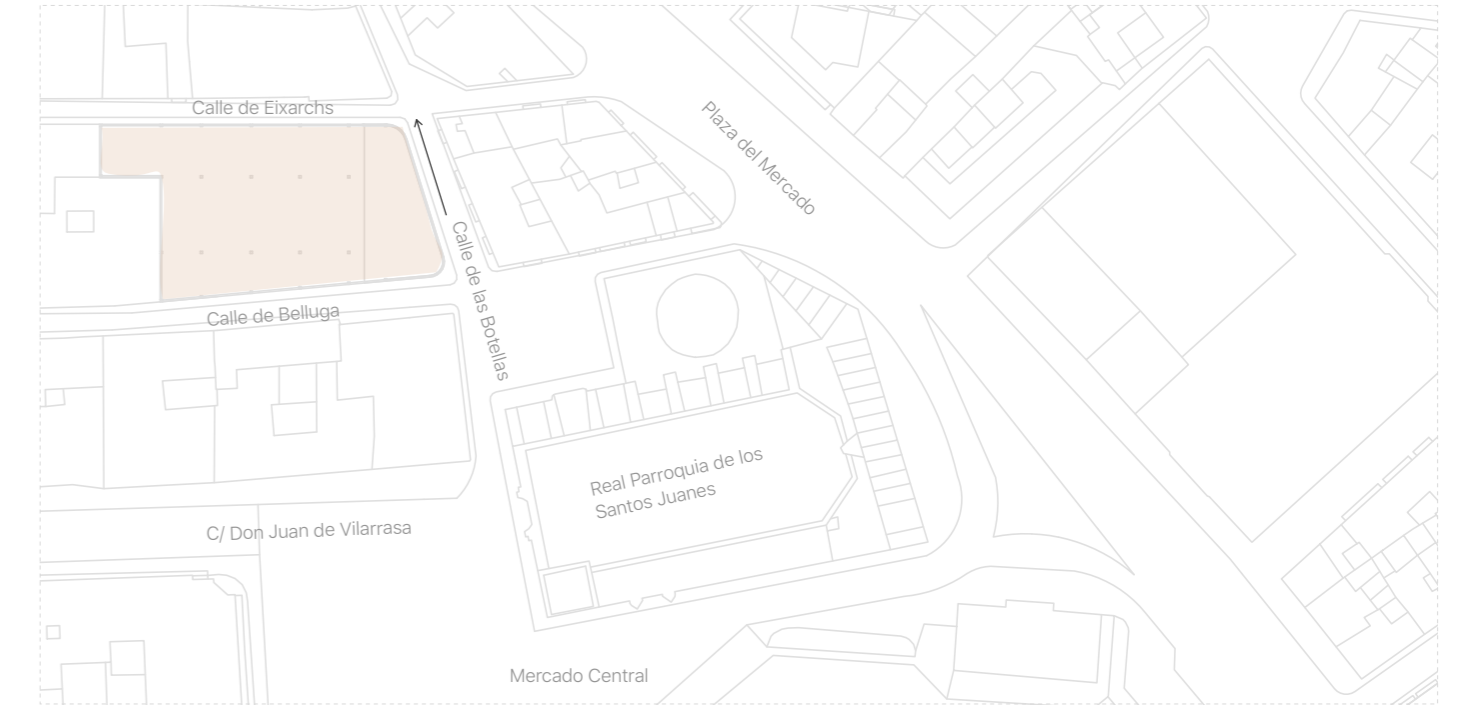 Calle de Eixarchs
Plaza del Mercado
Calle de las Botellas
Calle de Belluga
Real Parroquia de los
Santos Juanes
C/ Don Juan de Vilarrasa
Mercado Central